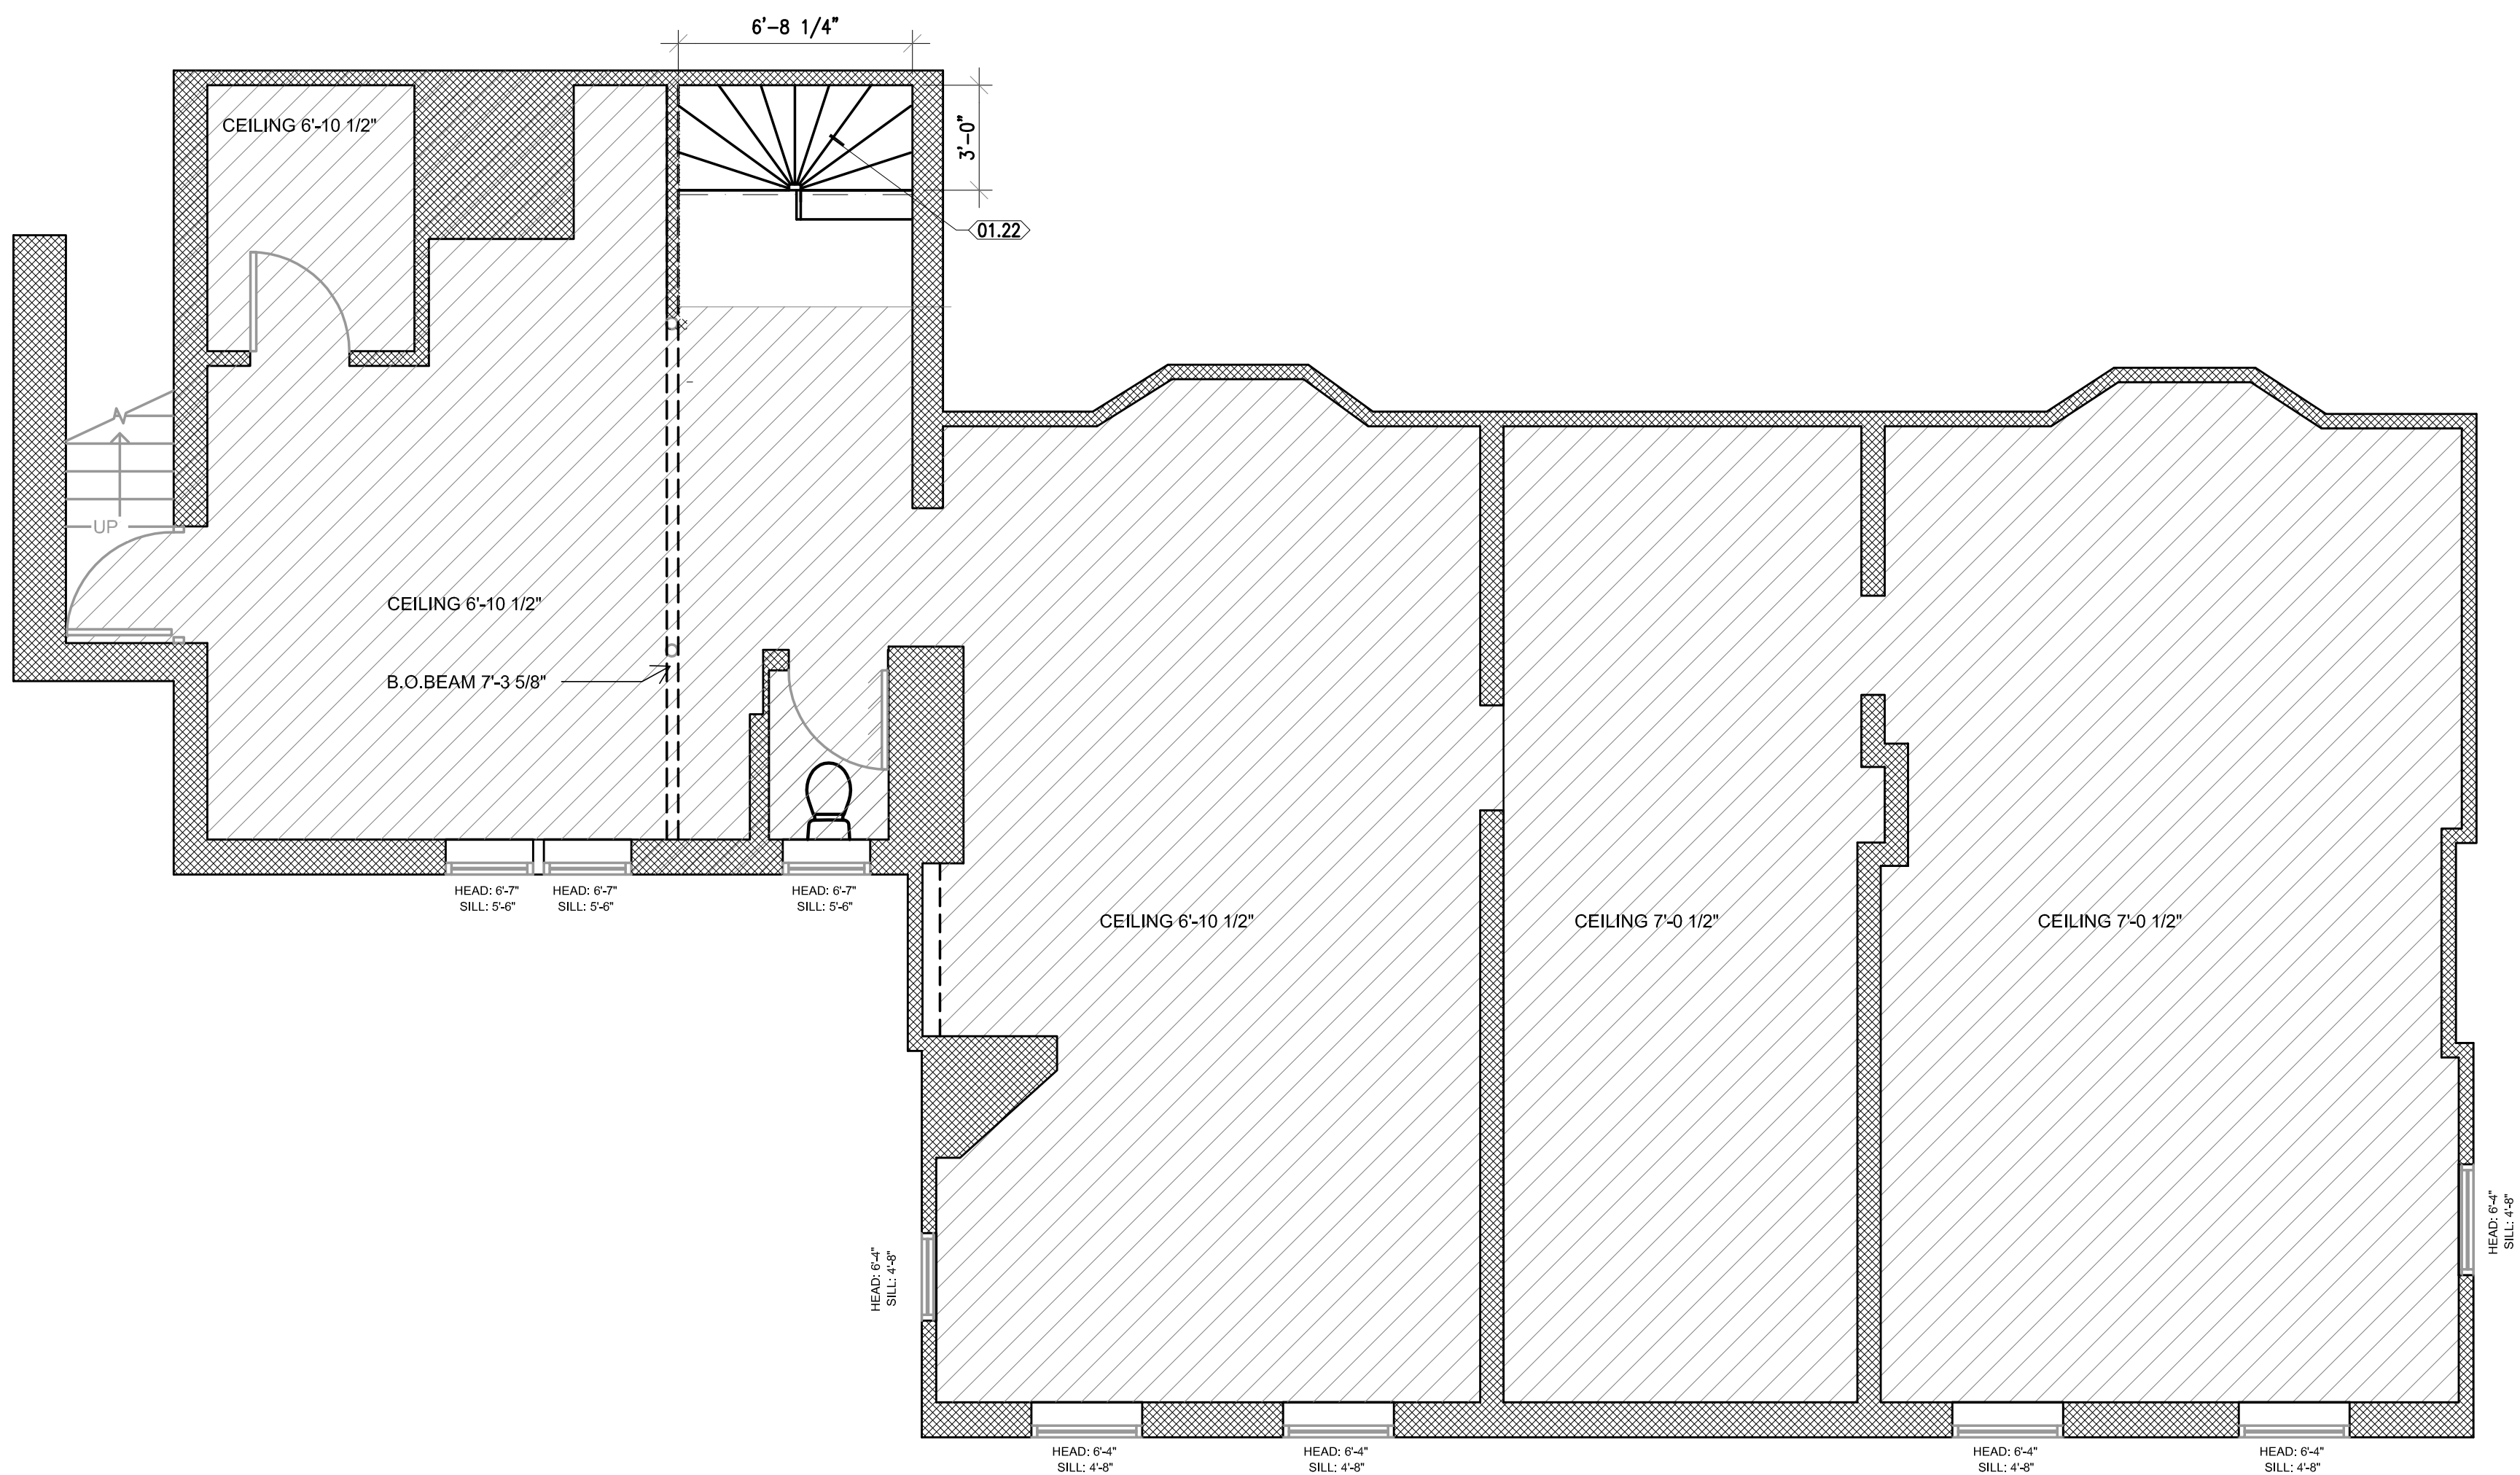 6'-8 1/4"
CEILING 6'-10 1/2"
3'-0"
01.22
UP
CEILING 6'-10 1/2"
B.O.BEAM 7'-3 5/8"
HEAD: 6'-7"
SILL: 5'-6"
HEAD: 6'-7"
SILL: 5'-6"
HEAD: 6'-7"
SILL: 5'-6"
CEILING 6'-10 1/2"
CEILING 7'-0 1/2"
CEILING 7'-0 1/2"
HEAD: 6'-4"
SILL: 4'-8"
HEAD: 6'-4"
SILL: 4'-8"
HEAD: 6'-4"
SILL: 4'-8"
HEAD: 6'-4"
SILL: 4'-8"
HEAD: 6'-4"
SILL: 4'-8"
HEAD: 6'-4"
SILL: 4'-8"